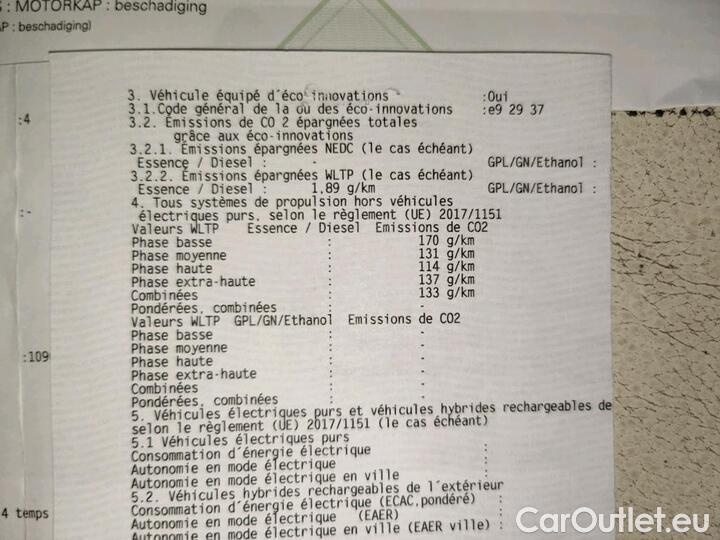 : MOTORKAP : beschadiging
AP : beschadiging)
3. Véhicule équipé d'éco-innovations :Oui
3.1.Code général de la ou des éco-innovations :e9 29 37
:4
3.2. Émissions de CO 2 épargnées totales
grâce aux éco-innovations
3.2.1. Émissions épargnées NEDC (le cas échéant)
Essence / Diesel : - GPL/GN/Ethanol :
3.2.2. Émissions épargnées WLTP (le cas échéant)
Essence / Diesel : 1,89 g/km GPL/GN/Ethanol :
4. Tous systèmes de propulsion hors véhicules
:-
électriques purs, selon le règlement (UE) 2017/1151
Valeurs WLTP Essence / Diesel Emissions de CO2
Phase basse : 170 g/km
Phase moyenne : 131 g/km
Phase haute : 114 g/km
Phase extra-haute : 137 g/km
Combinées : 133 g/km
Pondérées, combinées : -
Valeurs WLTP GPL/GN/Ethanol Emissions de CO2
Phase basse : -
Phase moyenne : -
:109
Phase haute : -
Phase extra-haute : -
Combinées : -
Pondérées, combinées : -
5. Véhicules électriques purs et véhicules hybrides rechargeables de
selon le règlement (UE) 2017/1151 (le cas échéant)
5.1 Véhicules électriques purs
Consommation d'énergie électrique :
Autonomie en mode électrique :
Autonomie en mode électrique en ville :
5.2. Véhicules hybrides rechargeables de l'extérieur
Consommation d'énergie électrique (ECAC,pondéré) :
4 temps
Autonomie en mode électrique (EAER) :
Autonomie en mode électrique en ville (EAER ville) :
CarOutlet.eu